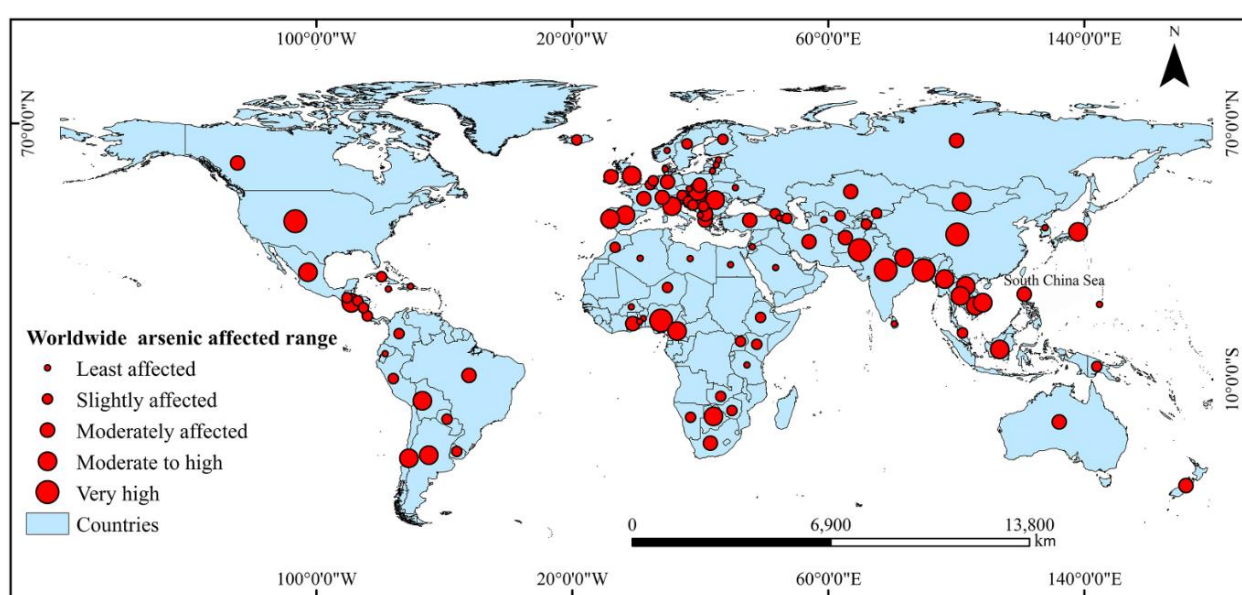 100°0'0"W 20°0'0"W 60°0'0"E 140°0'0"E
N
70°0'0"N
70°0'0"N
South China Sea
10°0'0"S
Worldwide arsenic affected range
Least affected
Slightly affected
Moderately affected
Moderate to high
Very high
Countries
0 6,900 13,800
km
100°0'0"W 20°0'0"W 60°0'0"E 140°0'0"E